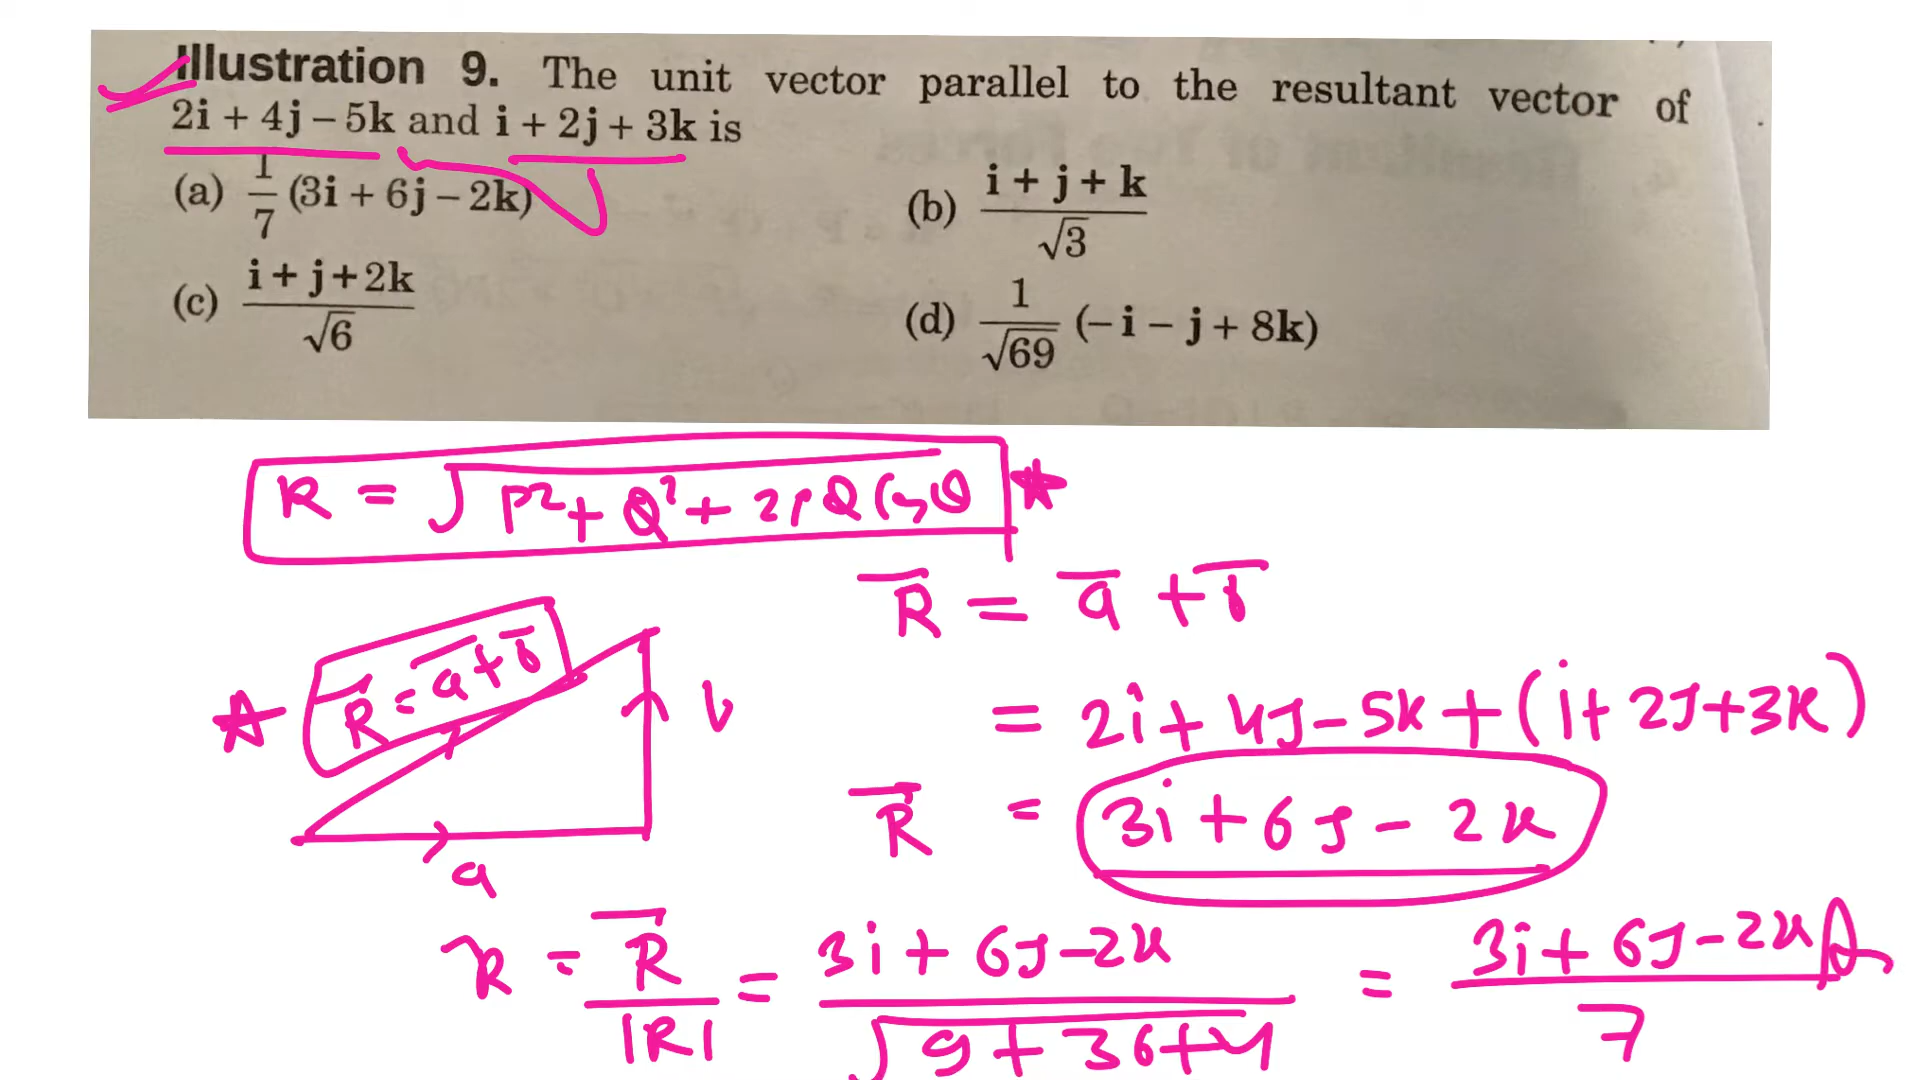 Illustration 9. The unit vector parallel to the resultant vector of
2i + 4j – 5k and i + 2j + 3k is
(a) 1/7 (3i + 6j – 2k)
(b) i + j + k / √3
(c) i + j + 2k / √6
(d) 1/√69 (– i – j + 8k)
R = √P² + Q² + 2PQ Cosθ
R = a + b
R = a + b
b
= 2i + 4j – 5k + (i + 2j + 3k)
R = 3i + 6j – 2k
a
R = R / |R| = 3i + 6j – 2k / √9 + 36 + 4 = 3i + 6j – 2k / 7